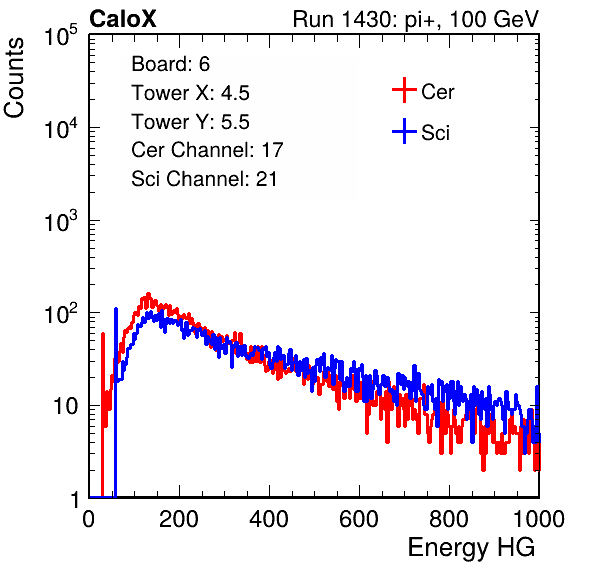 CaloX Run 1430: pi+, 100 GeV
Board: 6
Tower X: 4.5
Tower Y: 5.5
Cer Channel: 17
Sci Channel: 21
Cer
Sci
Counts
10^5
10^4
10^3
10^2
10
1
0 200 400 600 800 1000
Energy HG